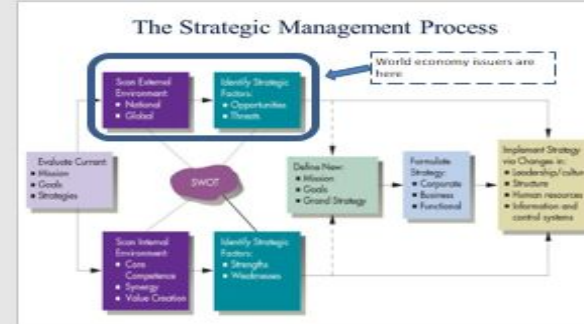 The Strategic Management Process
World economy issuers are
here
Scan External
Environment:
National
Global
Identify Strategic
Factors:
Opportunities
Threats
Evaluate Current:
Mission
Goals
Strategies
SWOT
Define New:
Mission
Goals
Grand Strategy
Formulate
Strategy:
Corporate
Business
Functional
Implement Strategy
via Changes in:
Leadership/culture
Structure
Human resources
Information and
control systems
Scan Internal
Environment:
Core
Competence
Synergy
Value Creation
Identify Strategic
Factors:
Strengths
Weaknesses